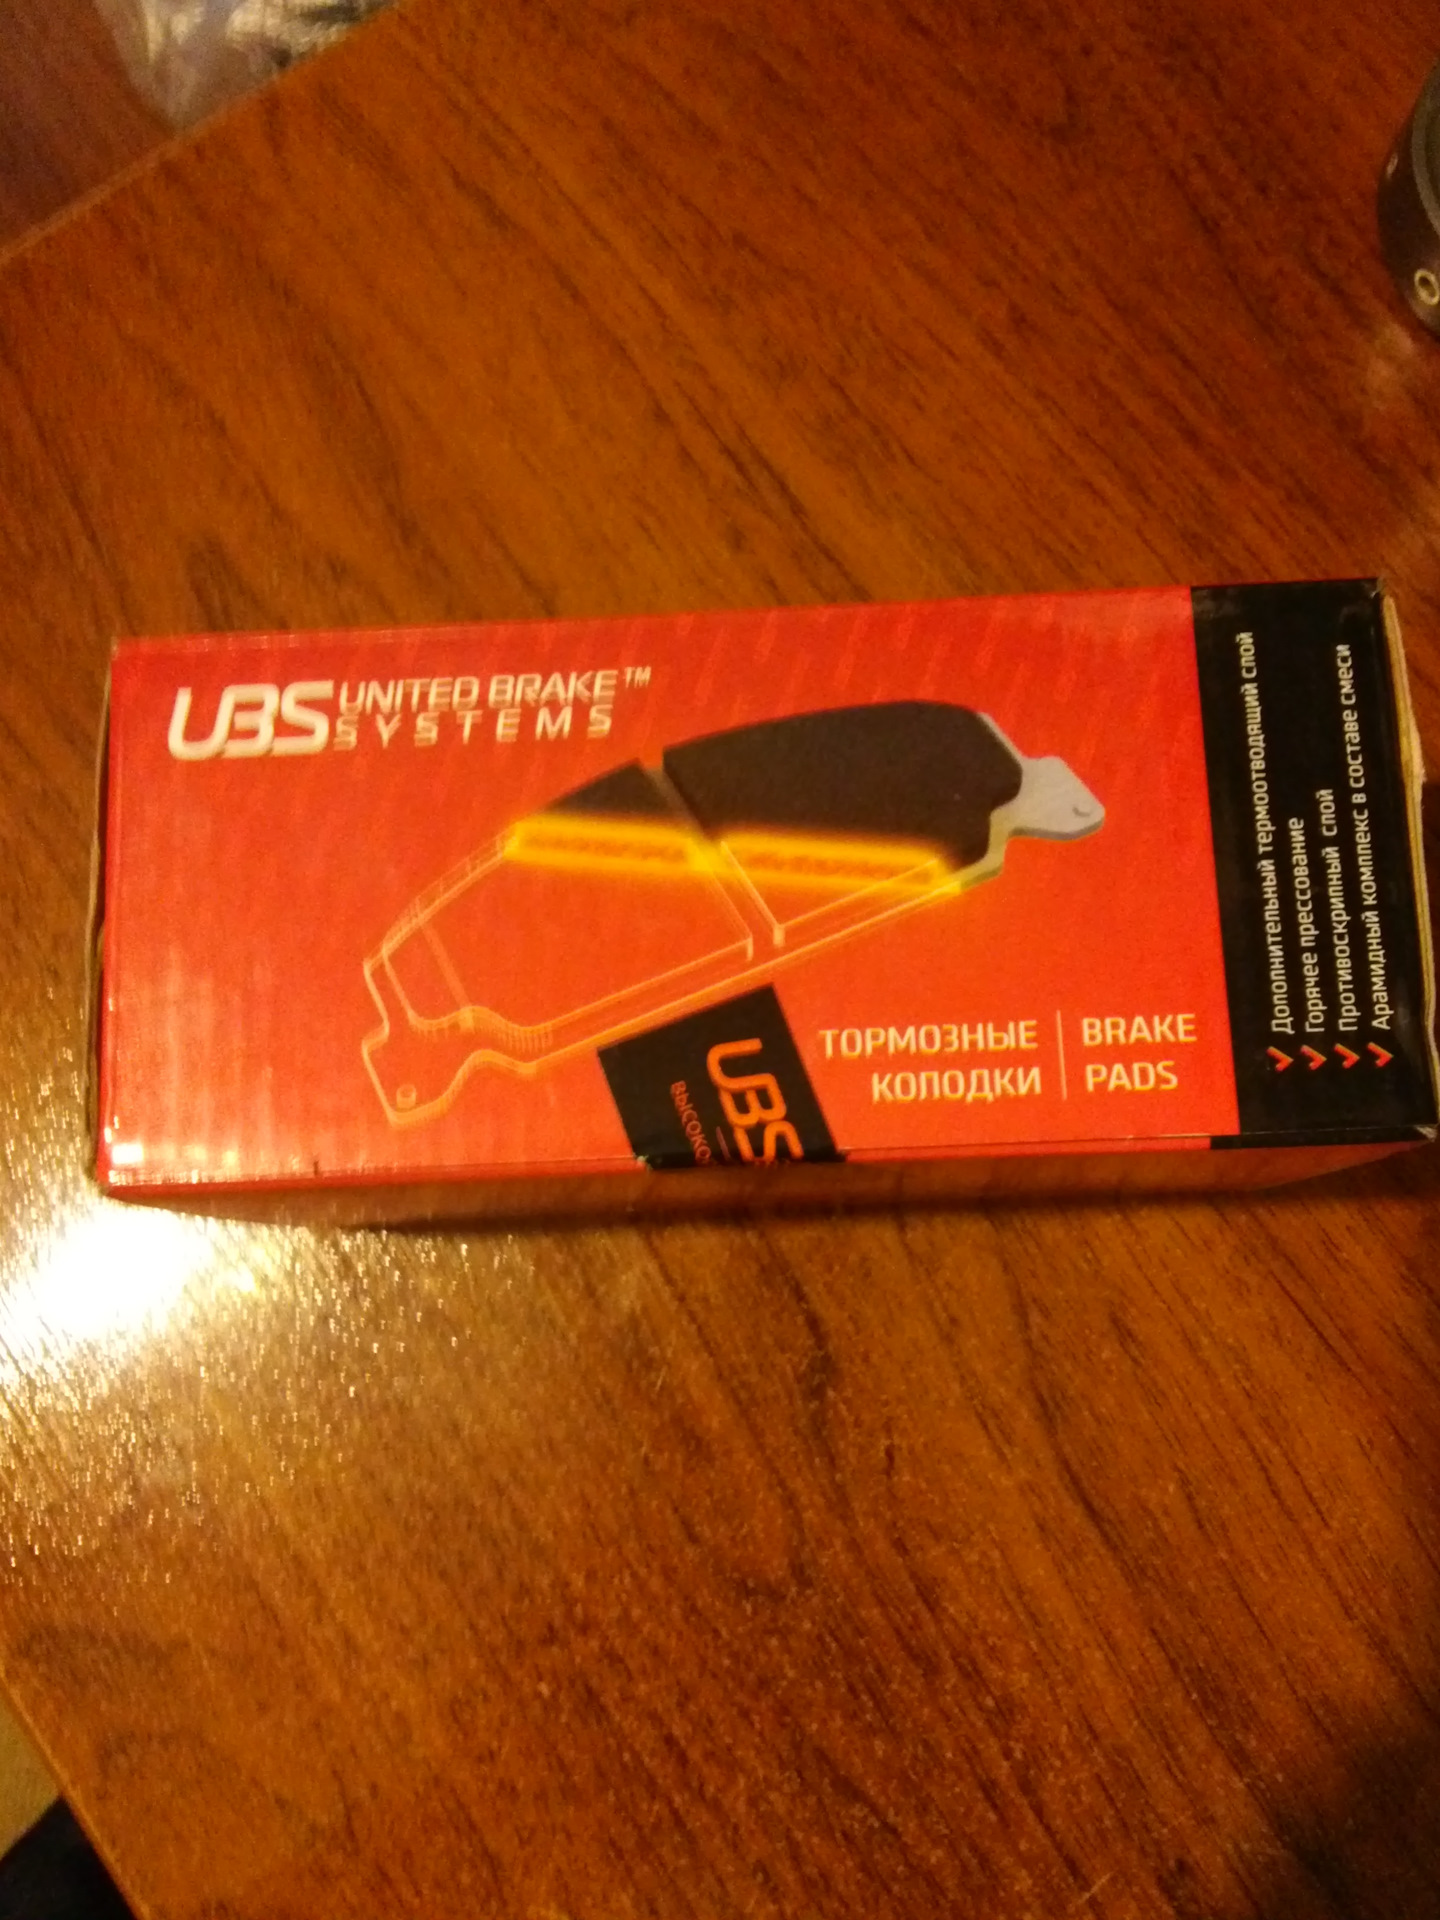 UBS UNITED BRAKE™
SYSTEMS
ТОРМОЗНЫЕ
КОЛОДКИ
BRAKE
PADS
UBS
Дополнительный термоотводящий слой
Горячее прессование
Противоскрипный слой
Арамидный комплекс в составе смеси